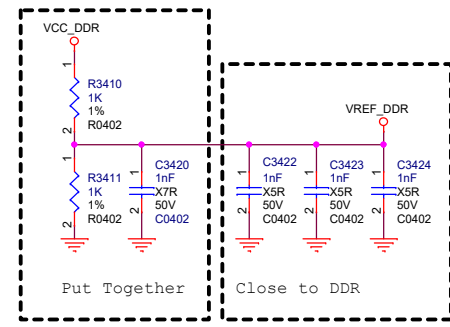 VCC_DDR
1
R3410
1K
1%
R0402
2
VREF_DDR
1
R3411
1K
1%
R0402
2
1
C3420
1nF
X7R
50V
C0402
2
1
C3422
1nF
X5R
50V
C0402
2
1
C3423
1nF
X5R
50V
C0402
2
1
C3424
1nF
X5R
50V
C0402
2
Put Together
Close to DDR